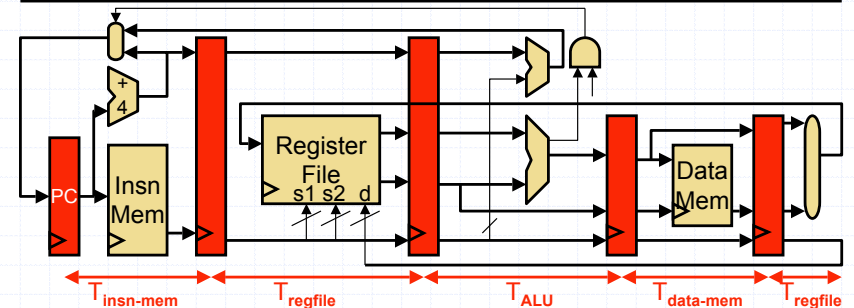 +
4
PC
Insn
Mem
Register
File
s1 s2 d
Data
Mem
T insn-mem
T regfile
T ALU
T data-mem
T regfile